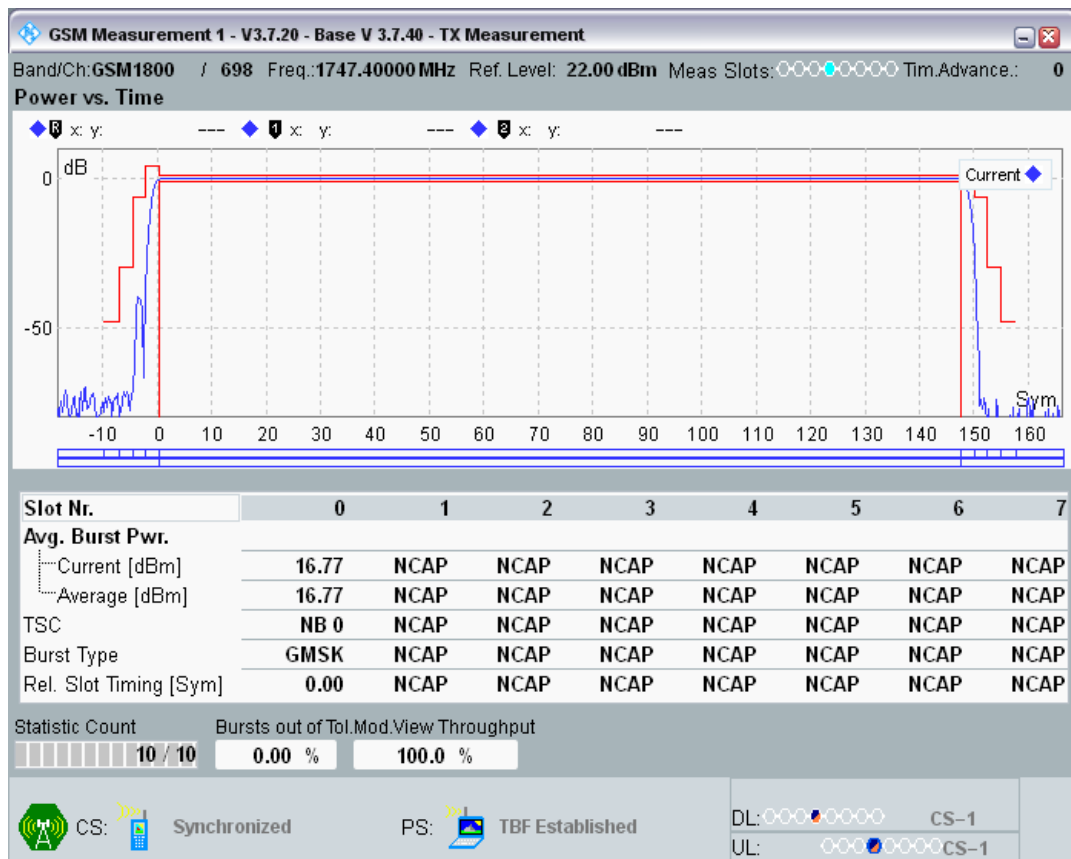 GSM Measurement 1 - V3.7.20 - Base V 3.7.40 - TX Measurement
Band/Ch:GSM1800 / 698 Freq.:1747.40000 MHz Ref. Level: 22.00 dBm Meas Slots: Tim.Advance.: 0
Power vs. Time
R x: y: --- 1 x: y: --- 2 x: y: ---
dB
Current
0
-50
Sym
-10 0 10 20 30 40 50 60 70 80 90 100 110 120 130 140 150 160
Slot Nr. 0 1 2 3 4 5 6 7
Avg. Burst Pwr.
Current [dBm] 16.77 NCAP NCAP NCAP NCAP NCAP NCAP NCAP
Average [dBm] 16.77 NCAP NCAP NCAP NCAP NCAP NCAP NCAP
TSC NB 0 NCAP NCAP NCAP NCAP NCAP NCAP NCAP
Burst Type GMSK NCAP NCAP NCAP NCAP NCAP NCAP NCAP
Rel. Slot Timing [Sym] 0.00 NCAP NCAP NCAP NCAP NCAP NCAP NCAP
Statistic Count Bursts out of Tol.Mod.View Throughput
10 / 10 0.00 % 100.0 %
CS: Synchronized PS: TBF Established
DL: CS-1
UL: CS-1